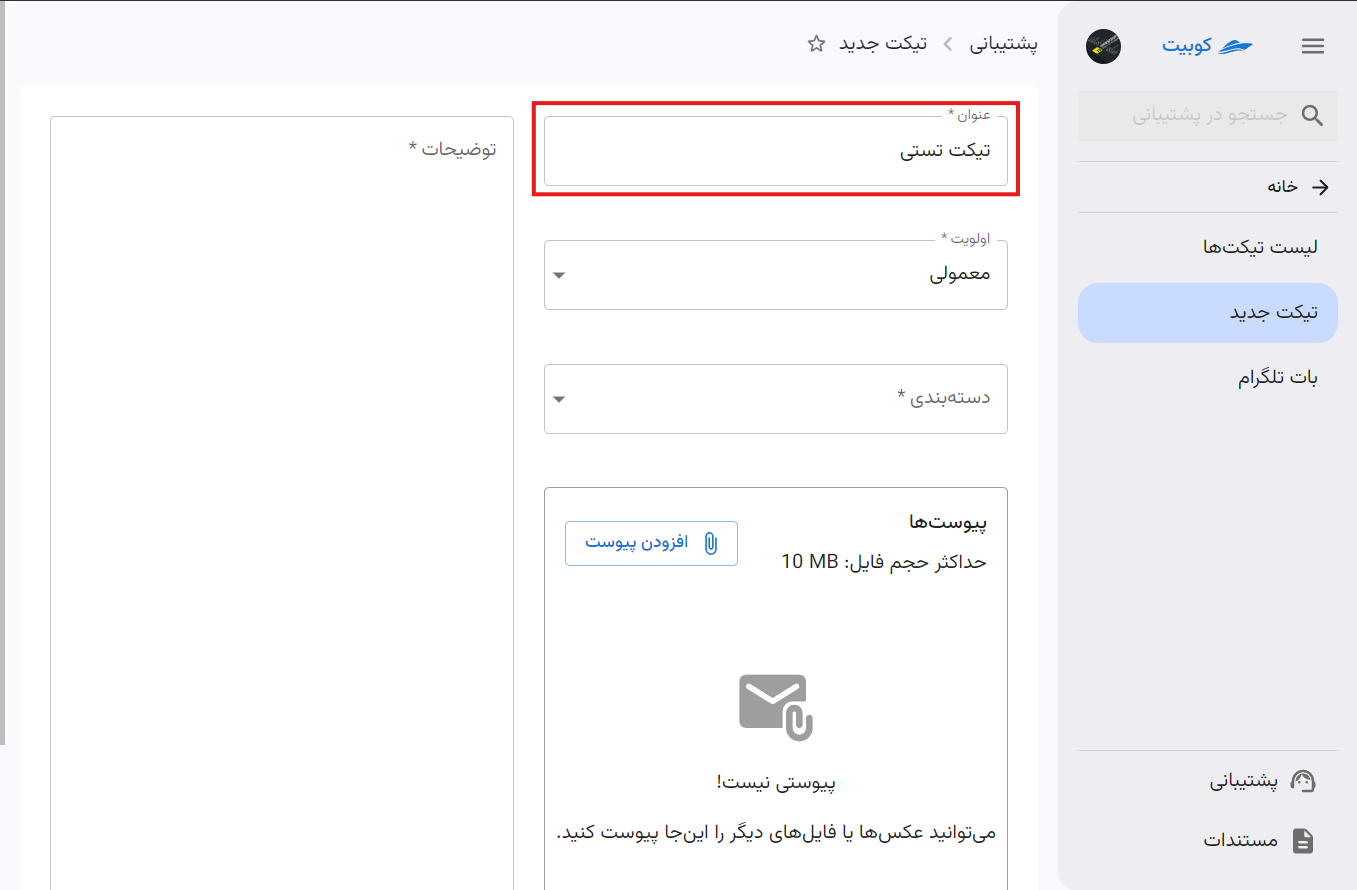 کوبیت
جستجو در پشتیبانی
خانه
لیست تیکت‌ها
تیکت جدید
بات تلگرام
پشتیبانی
مستندات
پشتیبانی
تیکت جدید
عنوان *
تیکت تستی
اولویت *
معمولی
دسته‌بندی *
پیوست‌ها
حداکثر حجم فایل: 10 MB
افزودن پیوست
پیوستی نیست!
می‌توانید عکس‌ها یا فایل‌های دیگر را این‌جا پیوست کنید.
توضیحات *